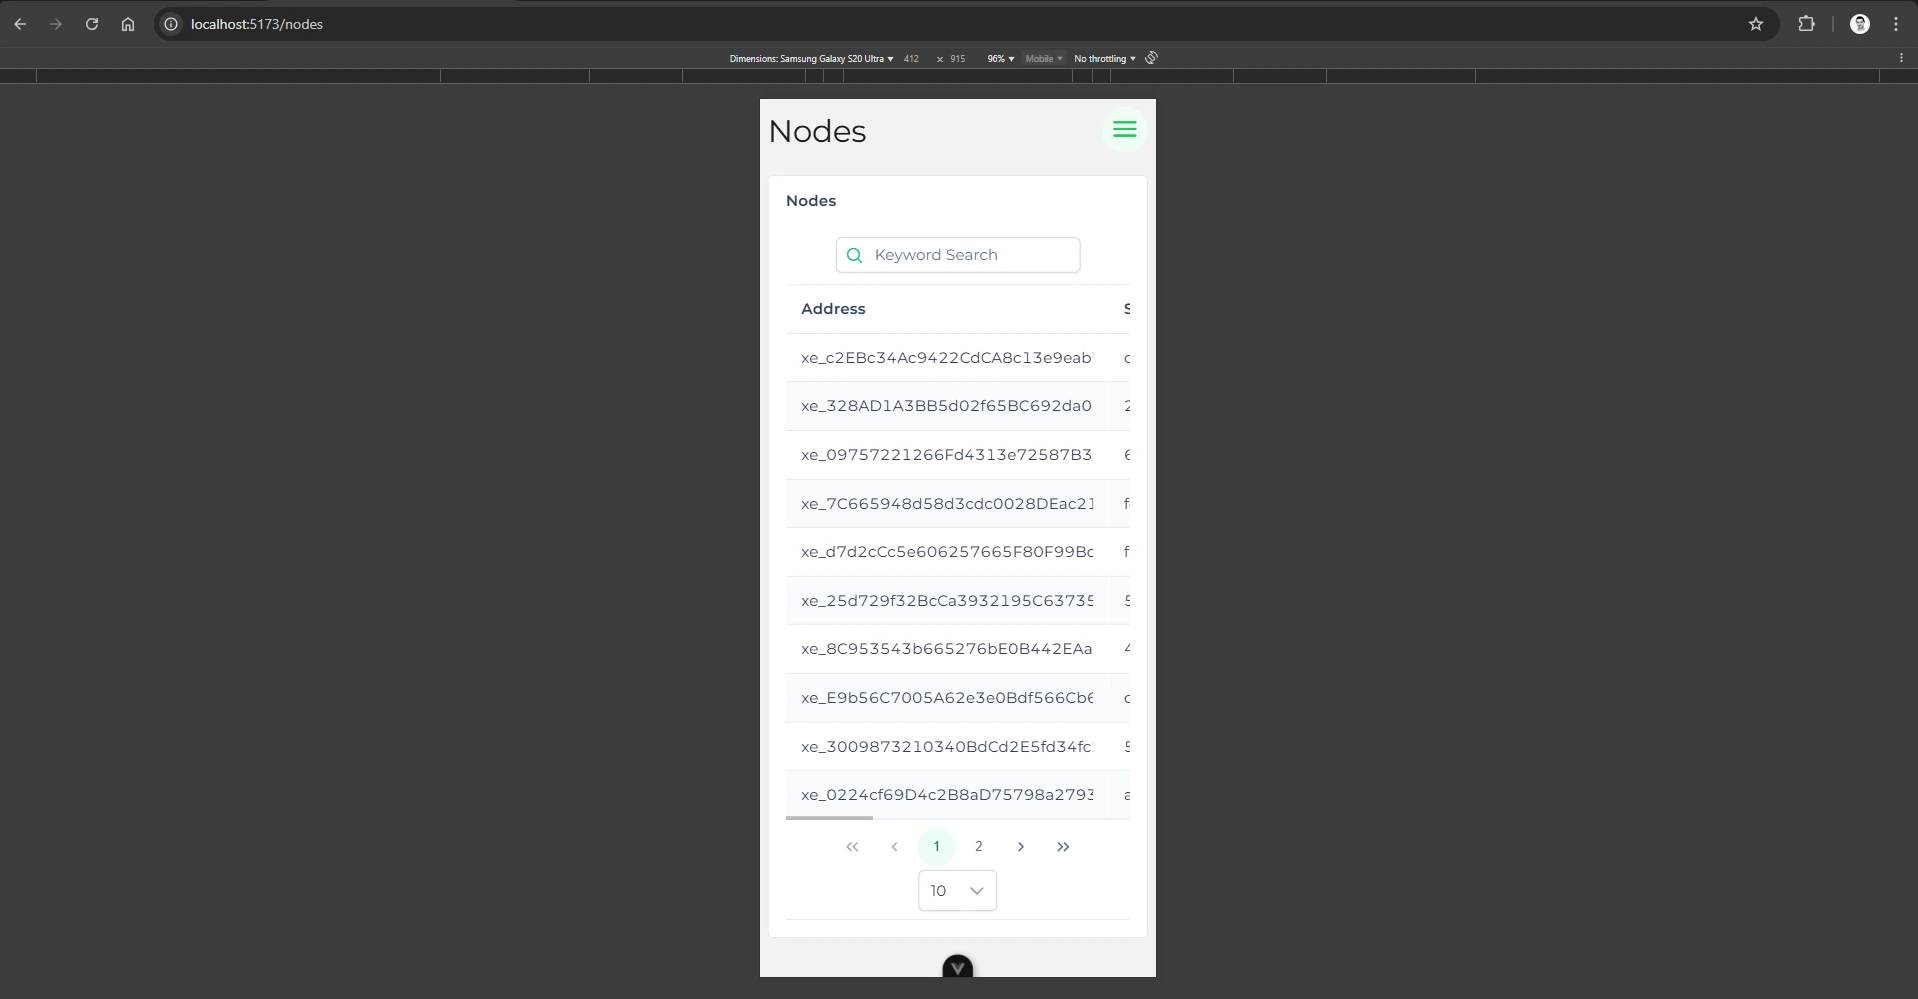 localhost:5173/nodes
Dimensions: Samsung Galaxy S20 Ultra ▼ 412 × 915 96% ▼ Mobile ▼ No throttling ▼
Nodes
Nodes
Keyword Search
Address S
xe_c2EBc34Ac9422CdCA8c13e9eab
xe_328AD1A3BB5d02f65BC692da0 2
xe_09757221266Fd4313e72587B3 6
xe_7C665948d58d3cdc0028DEac21 f
xe_d7d2cCc5e606257665F80F99Bc f
xe_25d729f32BcCa3932195C63735 5
xe_8C953543b665276bE0B442EAa 4
xe_E9b56C7005A62e3e0Bdf566Cb6
xe_3009873210340BdCd2E5fd34fc 5
xe_0224cf69D4c2B8aD75798a2793 a
1 2
10